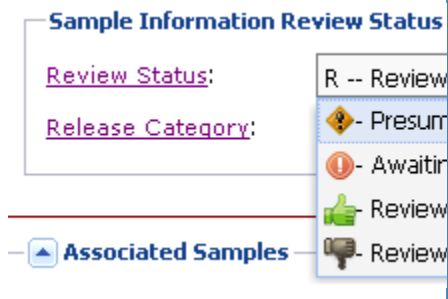 Sample Information Review Status
Review Status:
R -- Review
- Presum
Release Category:
- Awaitin
- Review
Associated Samples
- Review